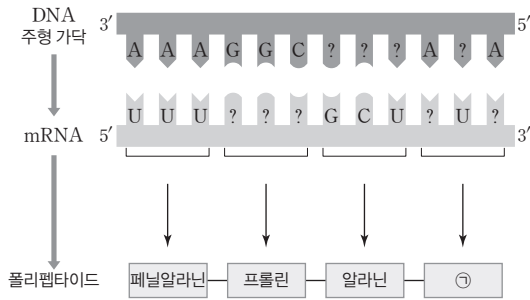 DNA
주형 가닥
3′ 5′
A A A G G C ? ? ? A ? A
U U U ? ? ? G C U ? U ?
mRNA 5′ 3′
폴리펩타이드 페닐알라닌 프롤린 알라닌 ㉠